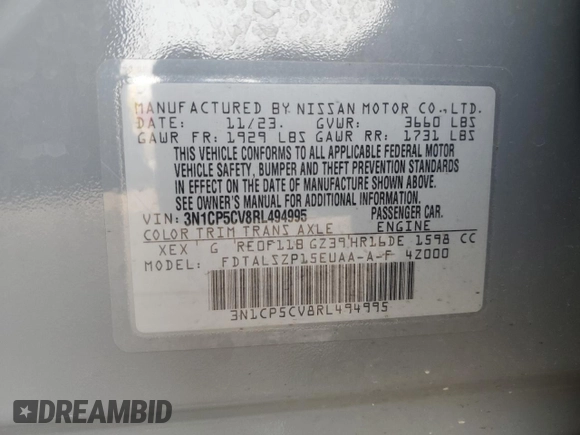 MANUFACTURED BY NISSAN MOTOR CO.,LTD.
DATE: 11/23. GVWR: 3660 LBS
GAWR FR: 1929 LBS GAWR RR: 1731 LBS
THIS VEHICLE CONFORMS TO ALL APPLICABLE FEDERAL MOTOR
VEHICLE SAFETY, BUMPER AND THEFT PREVENTION STANDARDS
IN EFFECT ON THE DATE OF MANUFACTURE SHOWN ABOVE.
SEE OWNER'S MANUAL FOR ADDITIONAL INFORMATION.
VIN: 3N1CP5CV8RL494995 PASSENGER CAR.
COLOR TRIM TRANS AXLE ENGINE
XEX G RE0F11B GZ39 HR16DE 1598 CC
MODEL: FDTALSZP15EUAA-A-F 4Z000
3N1CP5CV8RL494995
DREAMBID